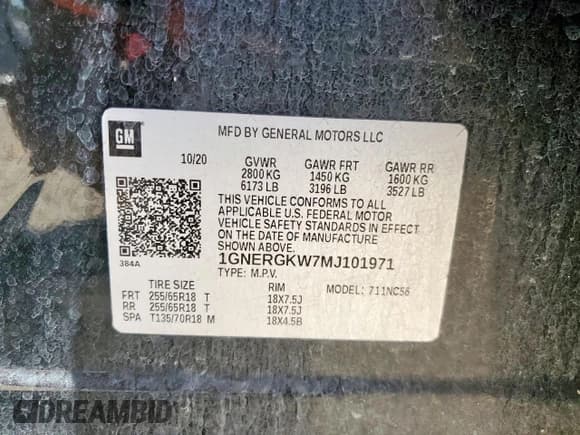 GM
MFD BY GENERAL MOTORS LLC
10/20 GVWR GAWR FRT GAWR RR
2800 KG 1450 KG 1600 KG
6173 LB 3196 LB 3527 LB
THIS VEHICLE CONFORMS TO ALL
APPLICABLE U.S. FEDERAL MOTOR
VEHICLE SAFETY STANDARDS IN EFFECT
ON THE DATE OF MANUFACTURE
SHOWN ABOVE.
384A 1GNERGKW7MJ101971
TYPE: M.P.V.
TIRE SIZE RIM MODEL: 711NC56
FRT 255/65R18 T 18X7.5J
RR 255/65R18 T 18X7.5J
SPA T135/70R18 M 18X4.5B
DREAMBID